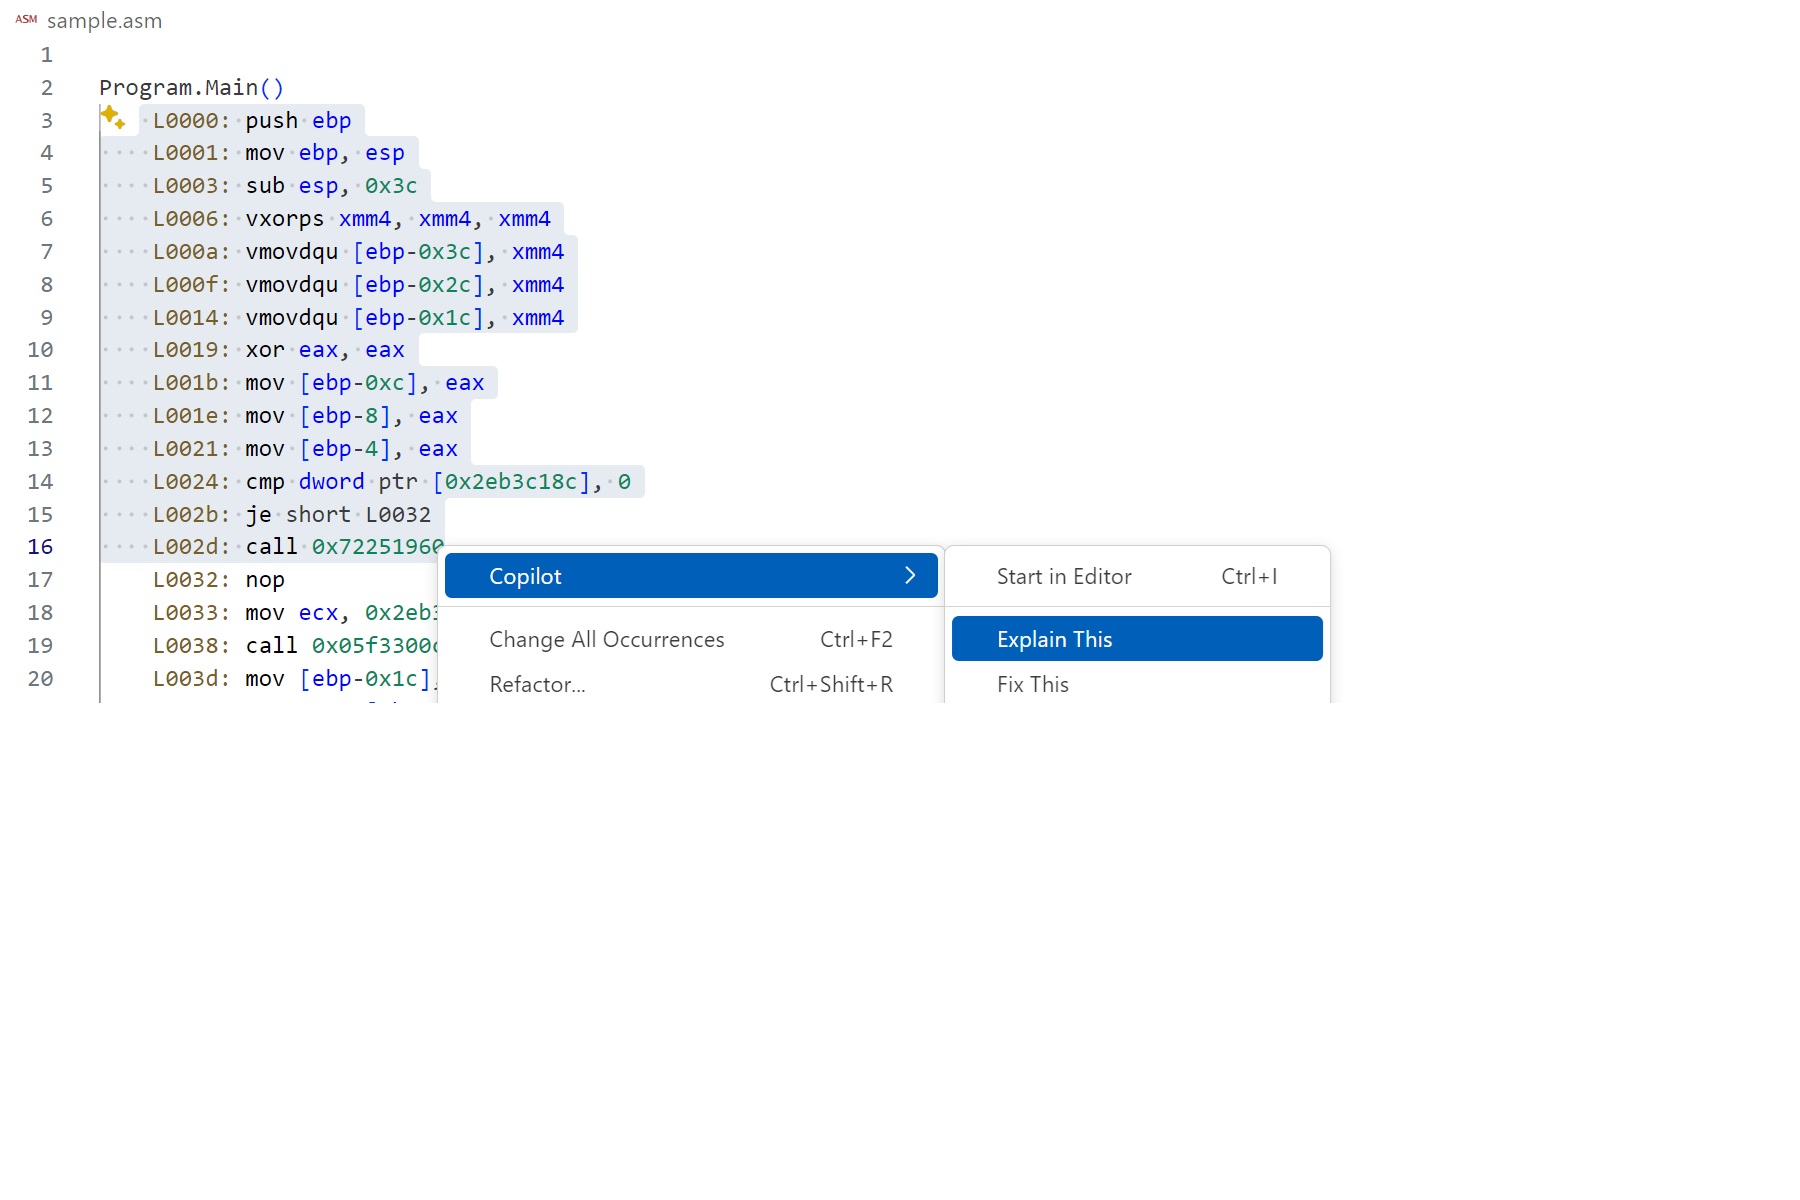 ASM sample.asm
1
2 Program.Main()
3 L0000: push ebp
4 L0001: mov ebp, esp
5 L0003: sub esp, 0x3c
6 L0006: vxorps xmm4, xmm4, xmm4
7 L000a: vmovdqu [ebp-0x3c], xmm4
8 L000f: vmovdqu [ebp-0x2c], xmm4
9 L0014: vmovdqu [ebp-0x1c], xmm4
10 L0019: xor eax, eax
11 L001b: mov [ebp-0xc], eax
12 L001e: mov [ebp-8], eax
13 L0021: mov [ebp-4], eax
14 L0024: cmp dword ptr [0x2eb3c18c], 0
15 L002b: je short L0032
16 L002d: call 0x72251960
17 L0032: nop
18 L0033: mov ecx, 0x2eb
19 L0038: call 0x05f3300
20 L003d: mov [ebp-0x1c],
Copilot
Change All Occurrences Ctrl+F2
Refactor... Ctrl+Shift+R
Start in Editor Ctrl+I
Explain This
Fix This